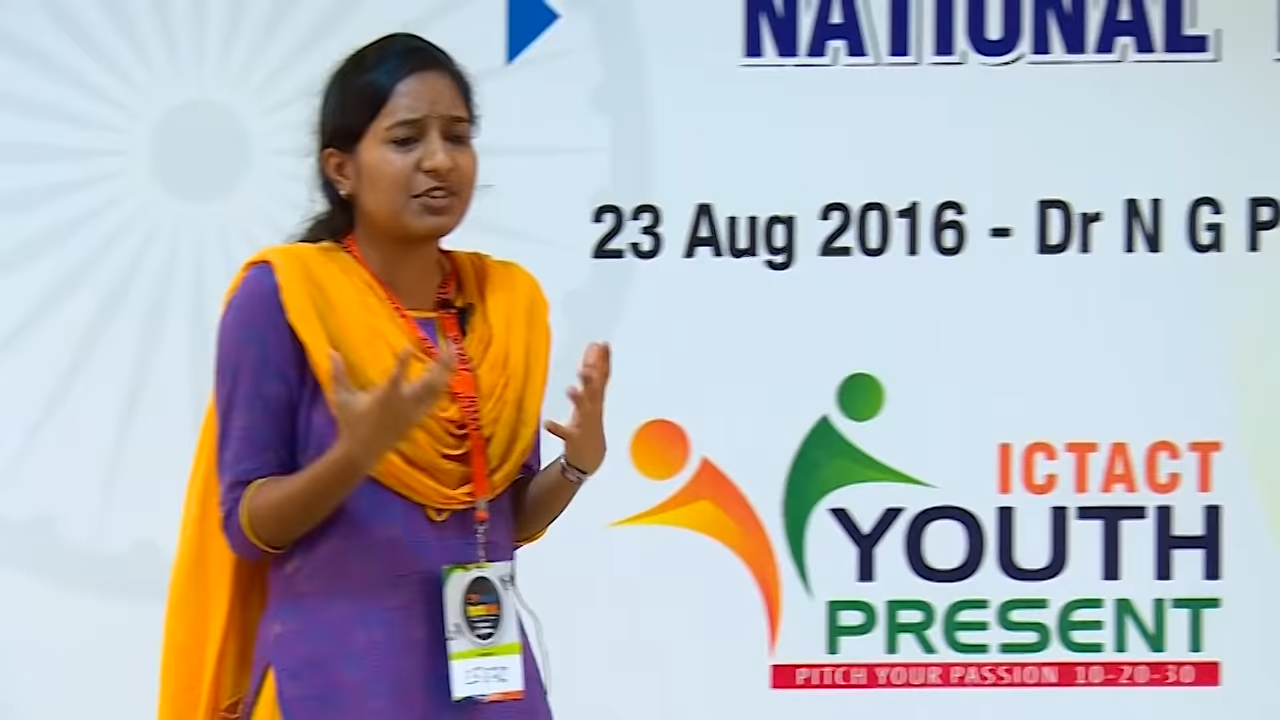 NATIONAL
23 Aug 2016 - Dr N G P
ICTACT
YOUTH
PRESENT
PITCH YOUR PASSION 10-20-30